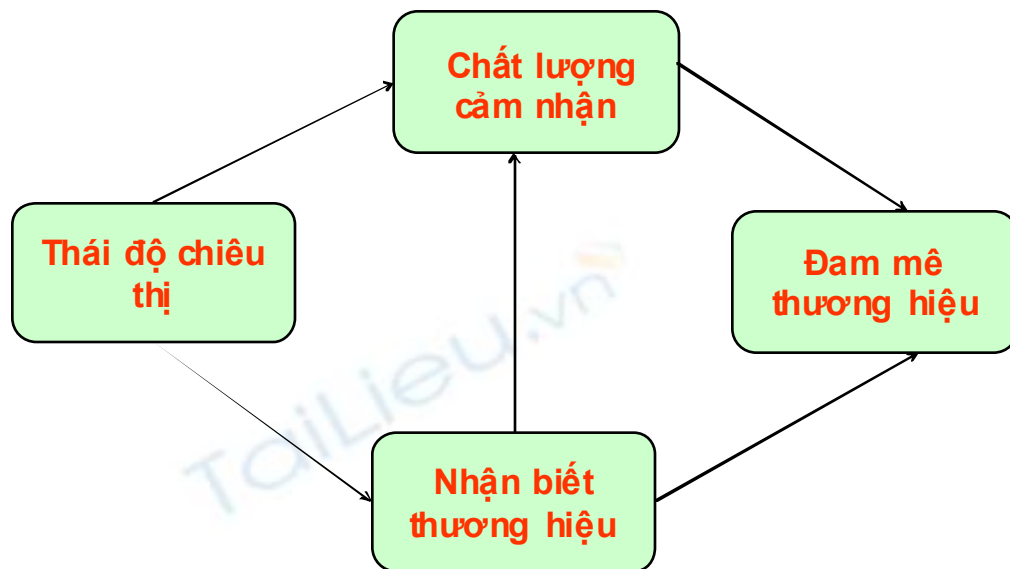 Chất lượng
cảm nhận
Thái độ chiêu
thị
Đam mê
thương hiệu
TaiLieu.vn
Nhận biết
thương hiệu